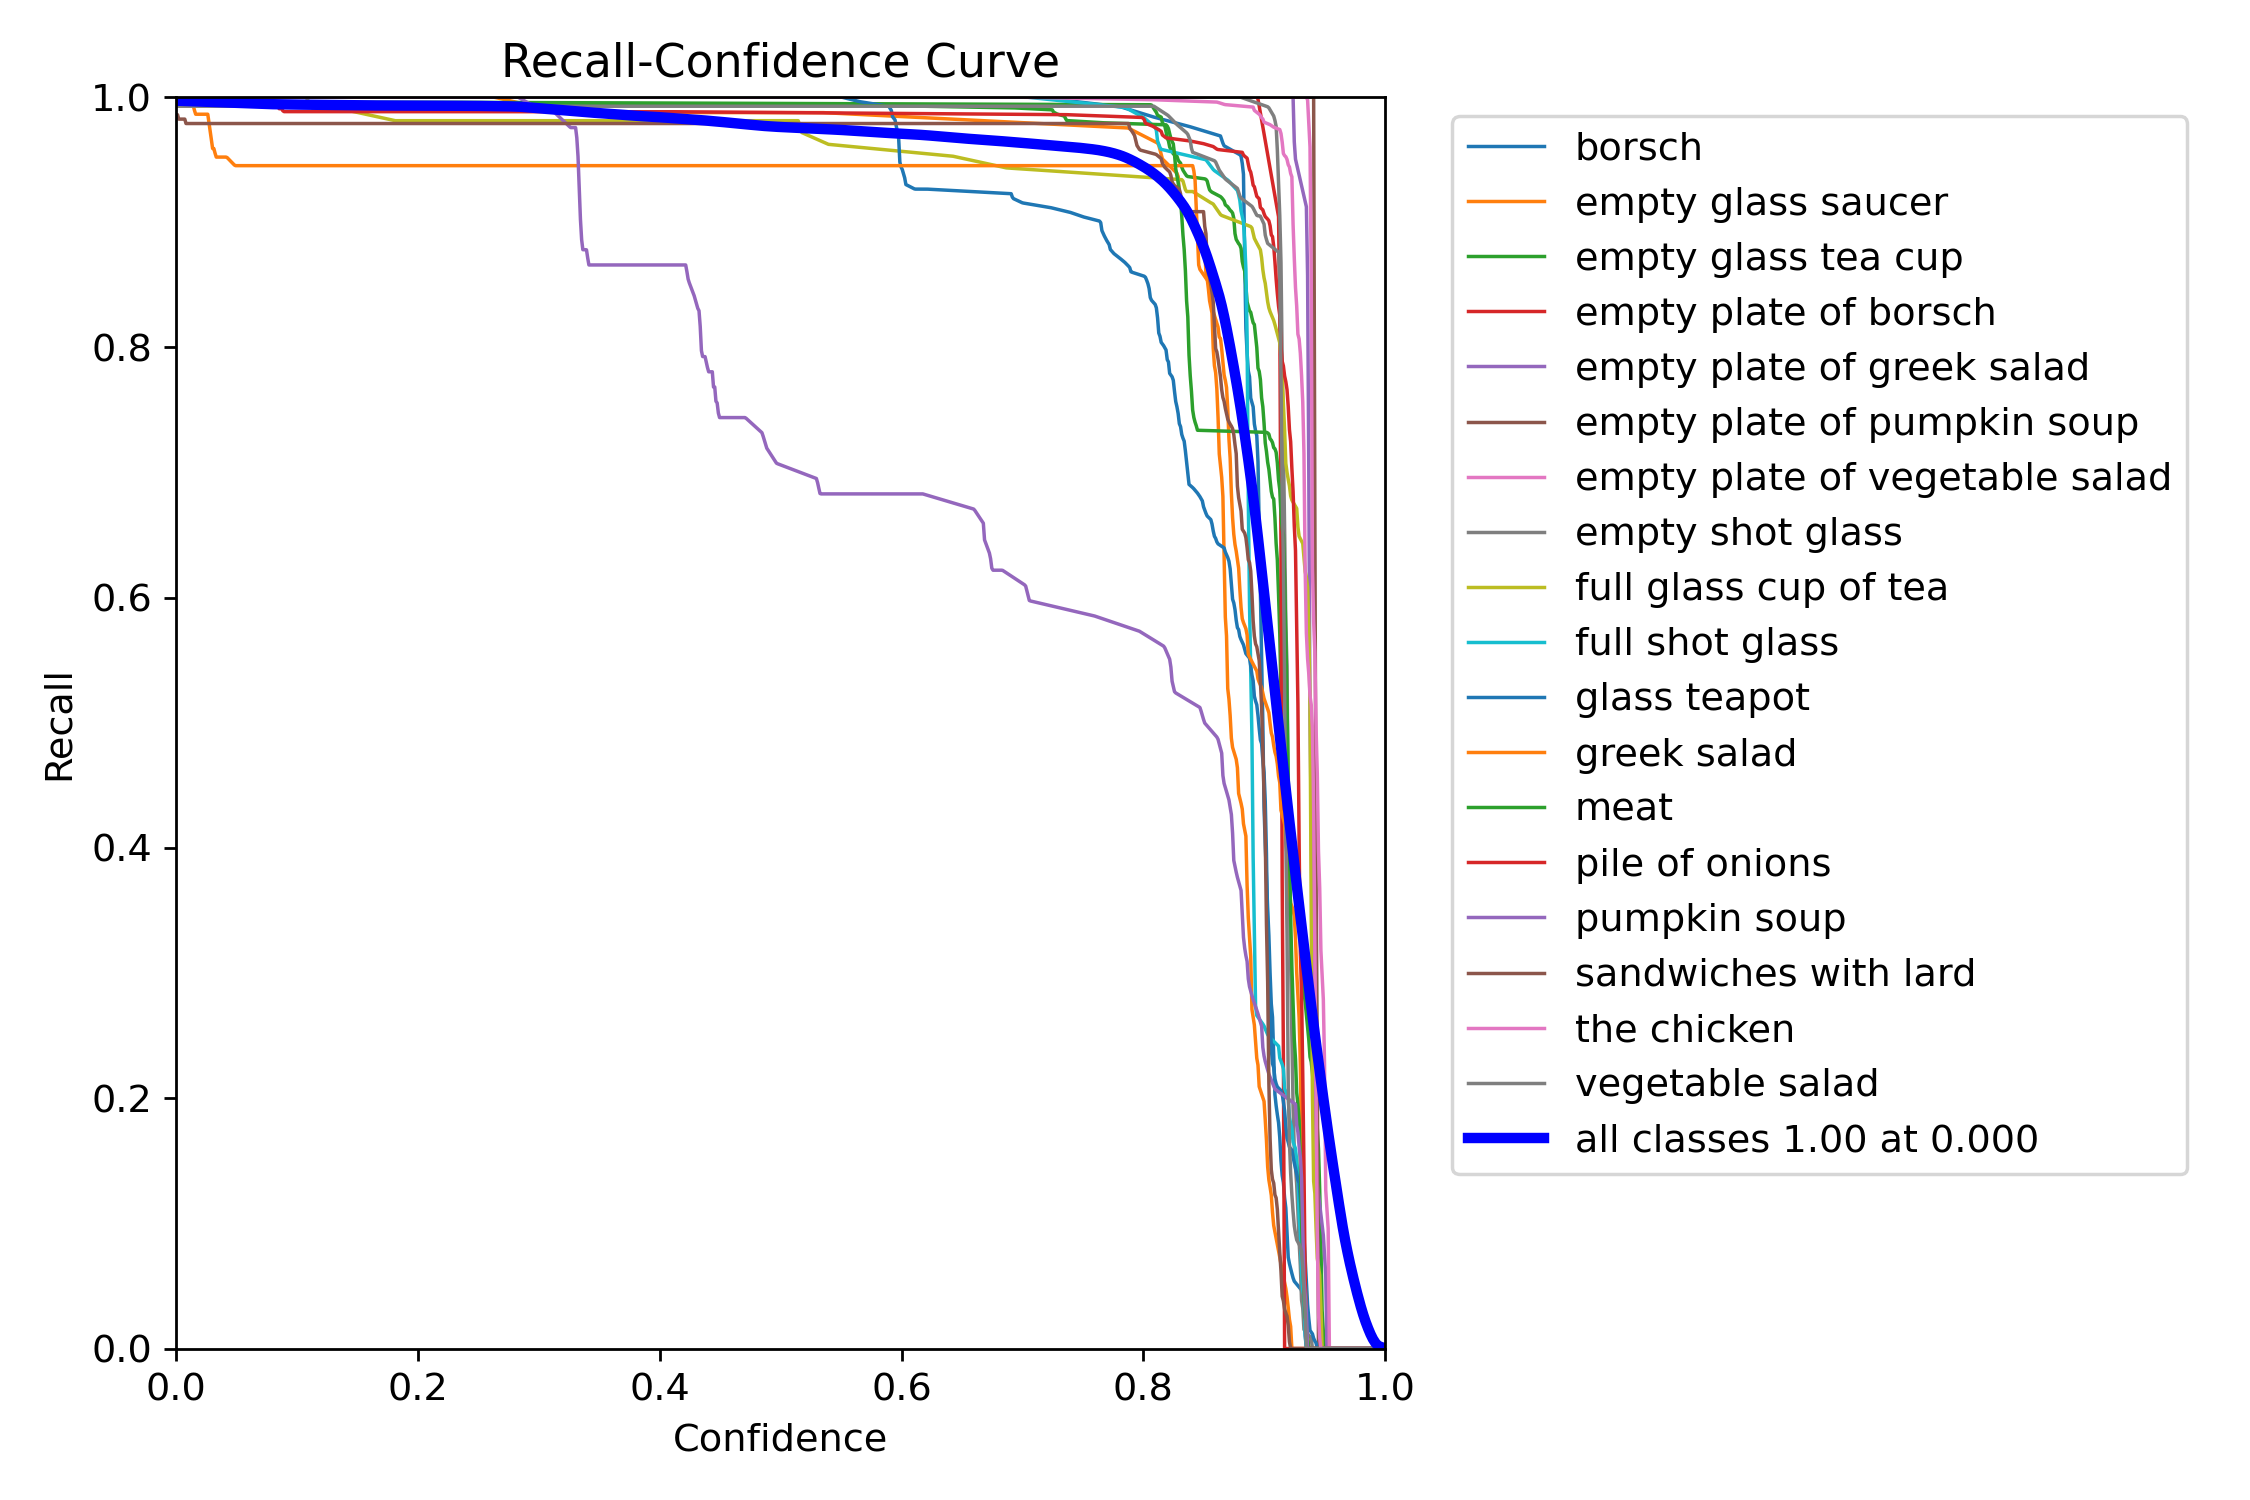 Recall-Confidence Curve
1.0
0.8
0.6
0.4
0.2
0.0
Recall
0.0 0.2 0.4 0.6 0.8 1.0
Confidence
borsch
empty glass saucer
empty glass tea cup
empty plate of borsch
empty plate of greek salad
empty plate of pumpkin soup
empty plate of vegetable salad
empty shot glass
full glass cup of tea
full shot glass
glass teapot
greek salad
meat
pile of onions
pumpkin soup
sandwiches with lard
the chicken
vegetable salad
all classes 1.00 at 0.000